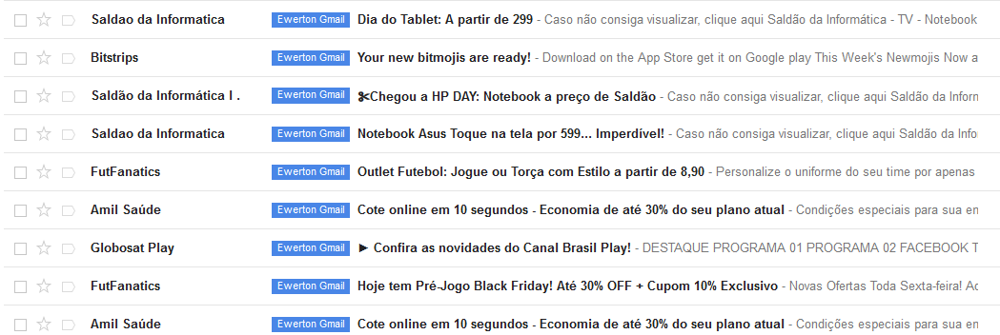 Saldao da Informatica Ewerton Gmail Dia do Tablet: A partir de 299 - Caso não consiga visualizar, clique aqui Saldão da Informática - TV - Notebook
Bitstrips Ewerton Gmail Your new bitmojis are ready! - Download on the App Store get it on Google play This Week's Newmojis Now a
Saldão da Informática I . Ewerton Gmail ✂Chegou a HP DAY: Notebook a preço de Saldão - Caso não consiga visualizar, clique aqui Saldão da Inform
Saldao da Informatica Ewerton Gmail Notebook Asus Toque na tela por 599... Imperdível! - Caso não consiga visualizar, clique aqui Saldão da Info
FutFanatics Ewerton Gmail Outlet Futebol: Jogue ou Torça com Estilo a partir de 8,90 - Personalize o uniforme do seu time por apenas
Amil Saúde Ewerton Gmail Cote online em 10 segundos - Economia de até 30% do seu plano atual - Condições especiais para sua en
Globosat Play Ewerton Gmail ► Confira as novidades do Canal Brasil Play! - DESTAQUE PROGRAMA 01 PROGRAMA 02 FACEBOOK T
FutFanatics Ewerton Gmail Hoje tem Pré-Jogo Black Friday! Até 30% OFF + Cupom 10% Exclusivo - Novas Ofertas Toda Sexta-feira! Ac
Amil Saúde Ewerton Gmail Cote online em 10 segundos - Economia de até 30% do seu plano atual - Condições especiais para sua en